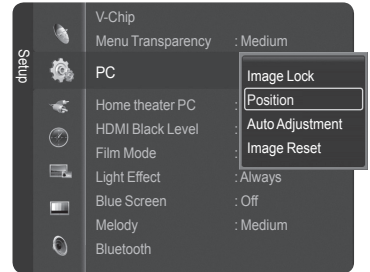 Setup
V-Chip
Menu Transparency : Medium
PC
Home theater PC :
HDMI Black Level :
Film Mode :
Light Effect : Always
Blue Screen : Off
Melody : Medium
Bluetooth
Image Lock
Position
Auto Adjustment
Image Reset